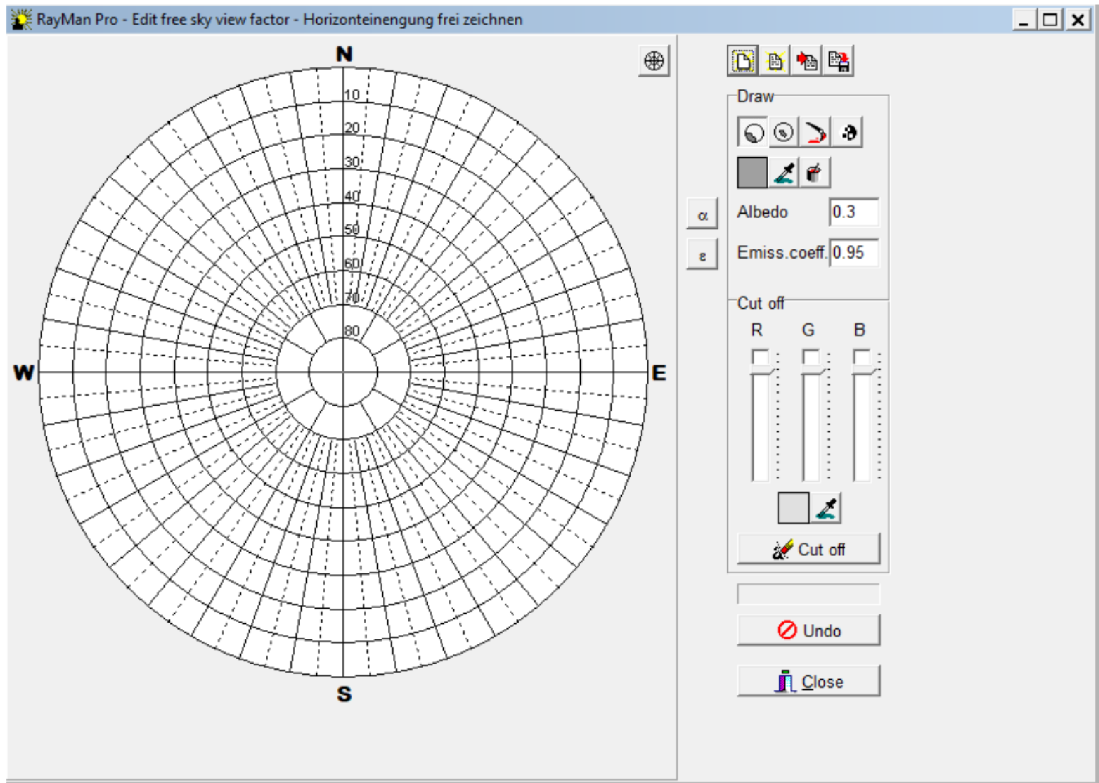 RayMan Pro - Edit free sky view factor - Horizonteinengung frei zeichnen
N
10
20
30
40
50
60
70
80
W
E
S
Draw
α
Albedo 0.3
ε
Emiss.coeff. 0.95
Cut off
R G B
Cut off
Undo
Close